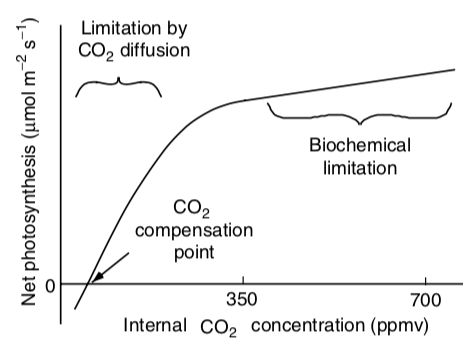 Limitation by
CO₂ diffusion
Net photosynthesis (μmol m⁻² s⁻¹)
Biochemical
limitation
CO₂
compensation
point
0
350
700
Internal CO₂ concentration (ppmv)